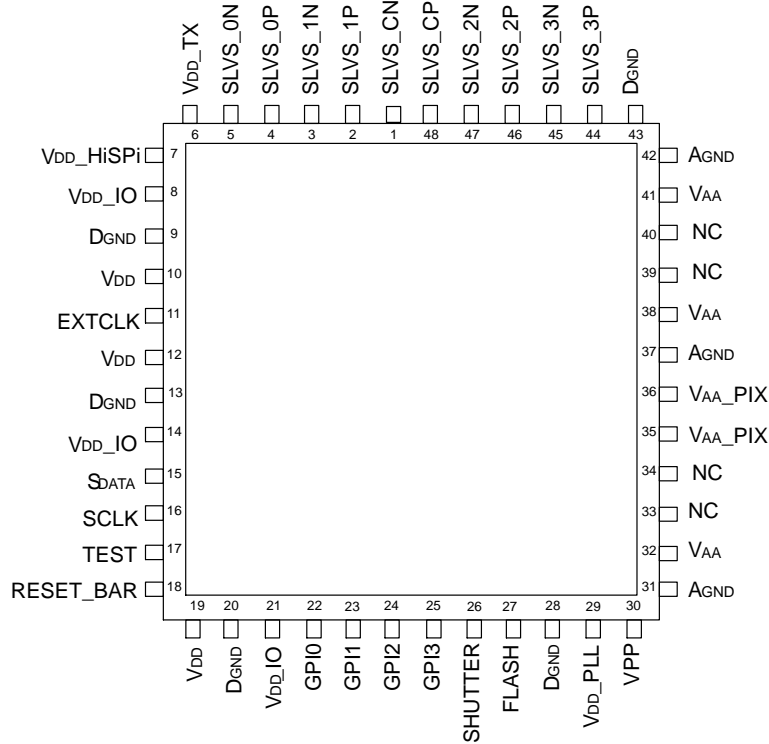 VDD_TX
SLVS_0N
SLVS_0P
SLVS_1N
SLVS_1P
SLVS_CN
SLVS_CP
SLVS_2N
SLVS_2P
SLVS_3N
SLVS_3P
DGND
6 5 4 3 2 1 48 47 46 45 44 43
VDD_HiSPi 7
VDD_IO 8
DGND 9
VDD 10
EXTCLK 11
VDD 12
DGND 13
VDD_IO 14
SDATA 15
SCLK 16
TEST 17
RESET_BAR 18
42 AGND
41 VAA
40 NC
39 NC
38 VAA
37 AGND
36 VAA_PIX
35 VAA_PIX
34 NC
33 NC
32 VAA
31 AGND
19 20 21 22 23 24 25 26 27 28 29 30
VDD
DGND
VDD_IO
GPI0
GPI1
GPI2
GPI3
SHUTTER
FLASH
DGND
VDD_PLL
VPP